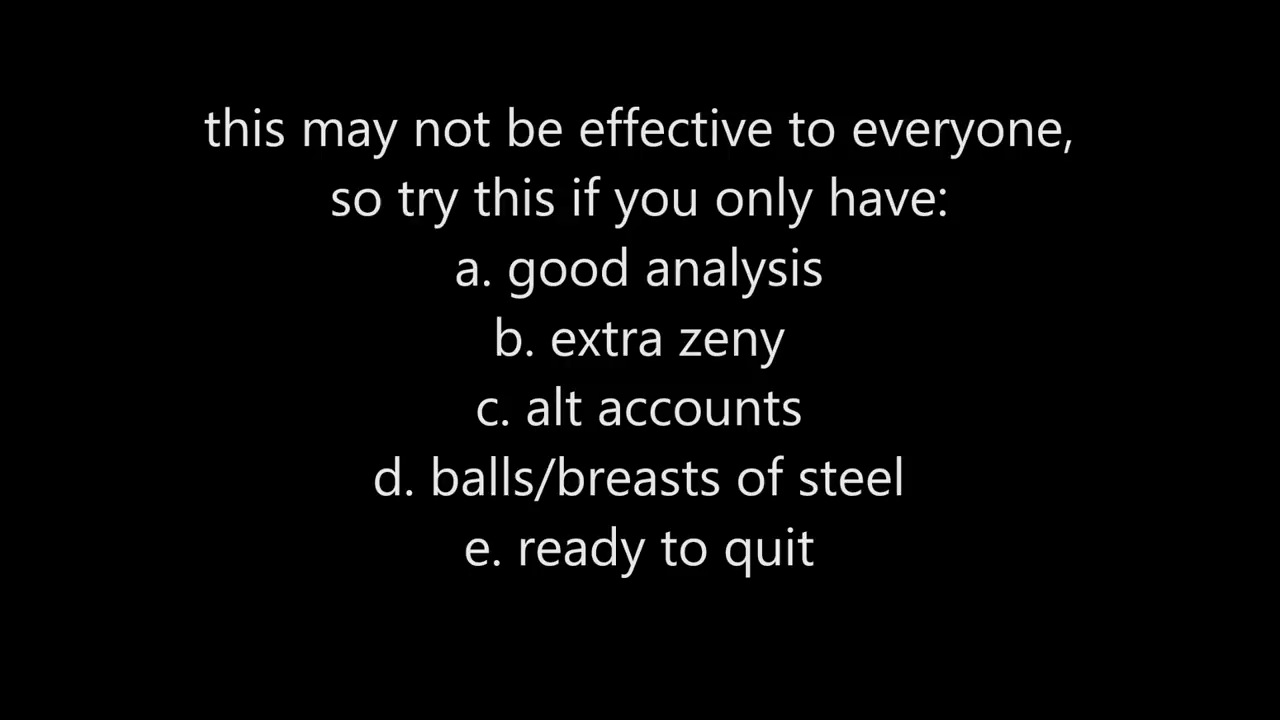 this may not be effective to everyone,
so try this if you only have:
a. good analysis
b. extra zeny
c. alt accounts
d. balls/breasts of steel
e. ready to quit